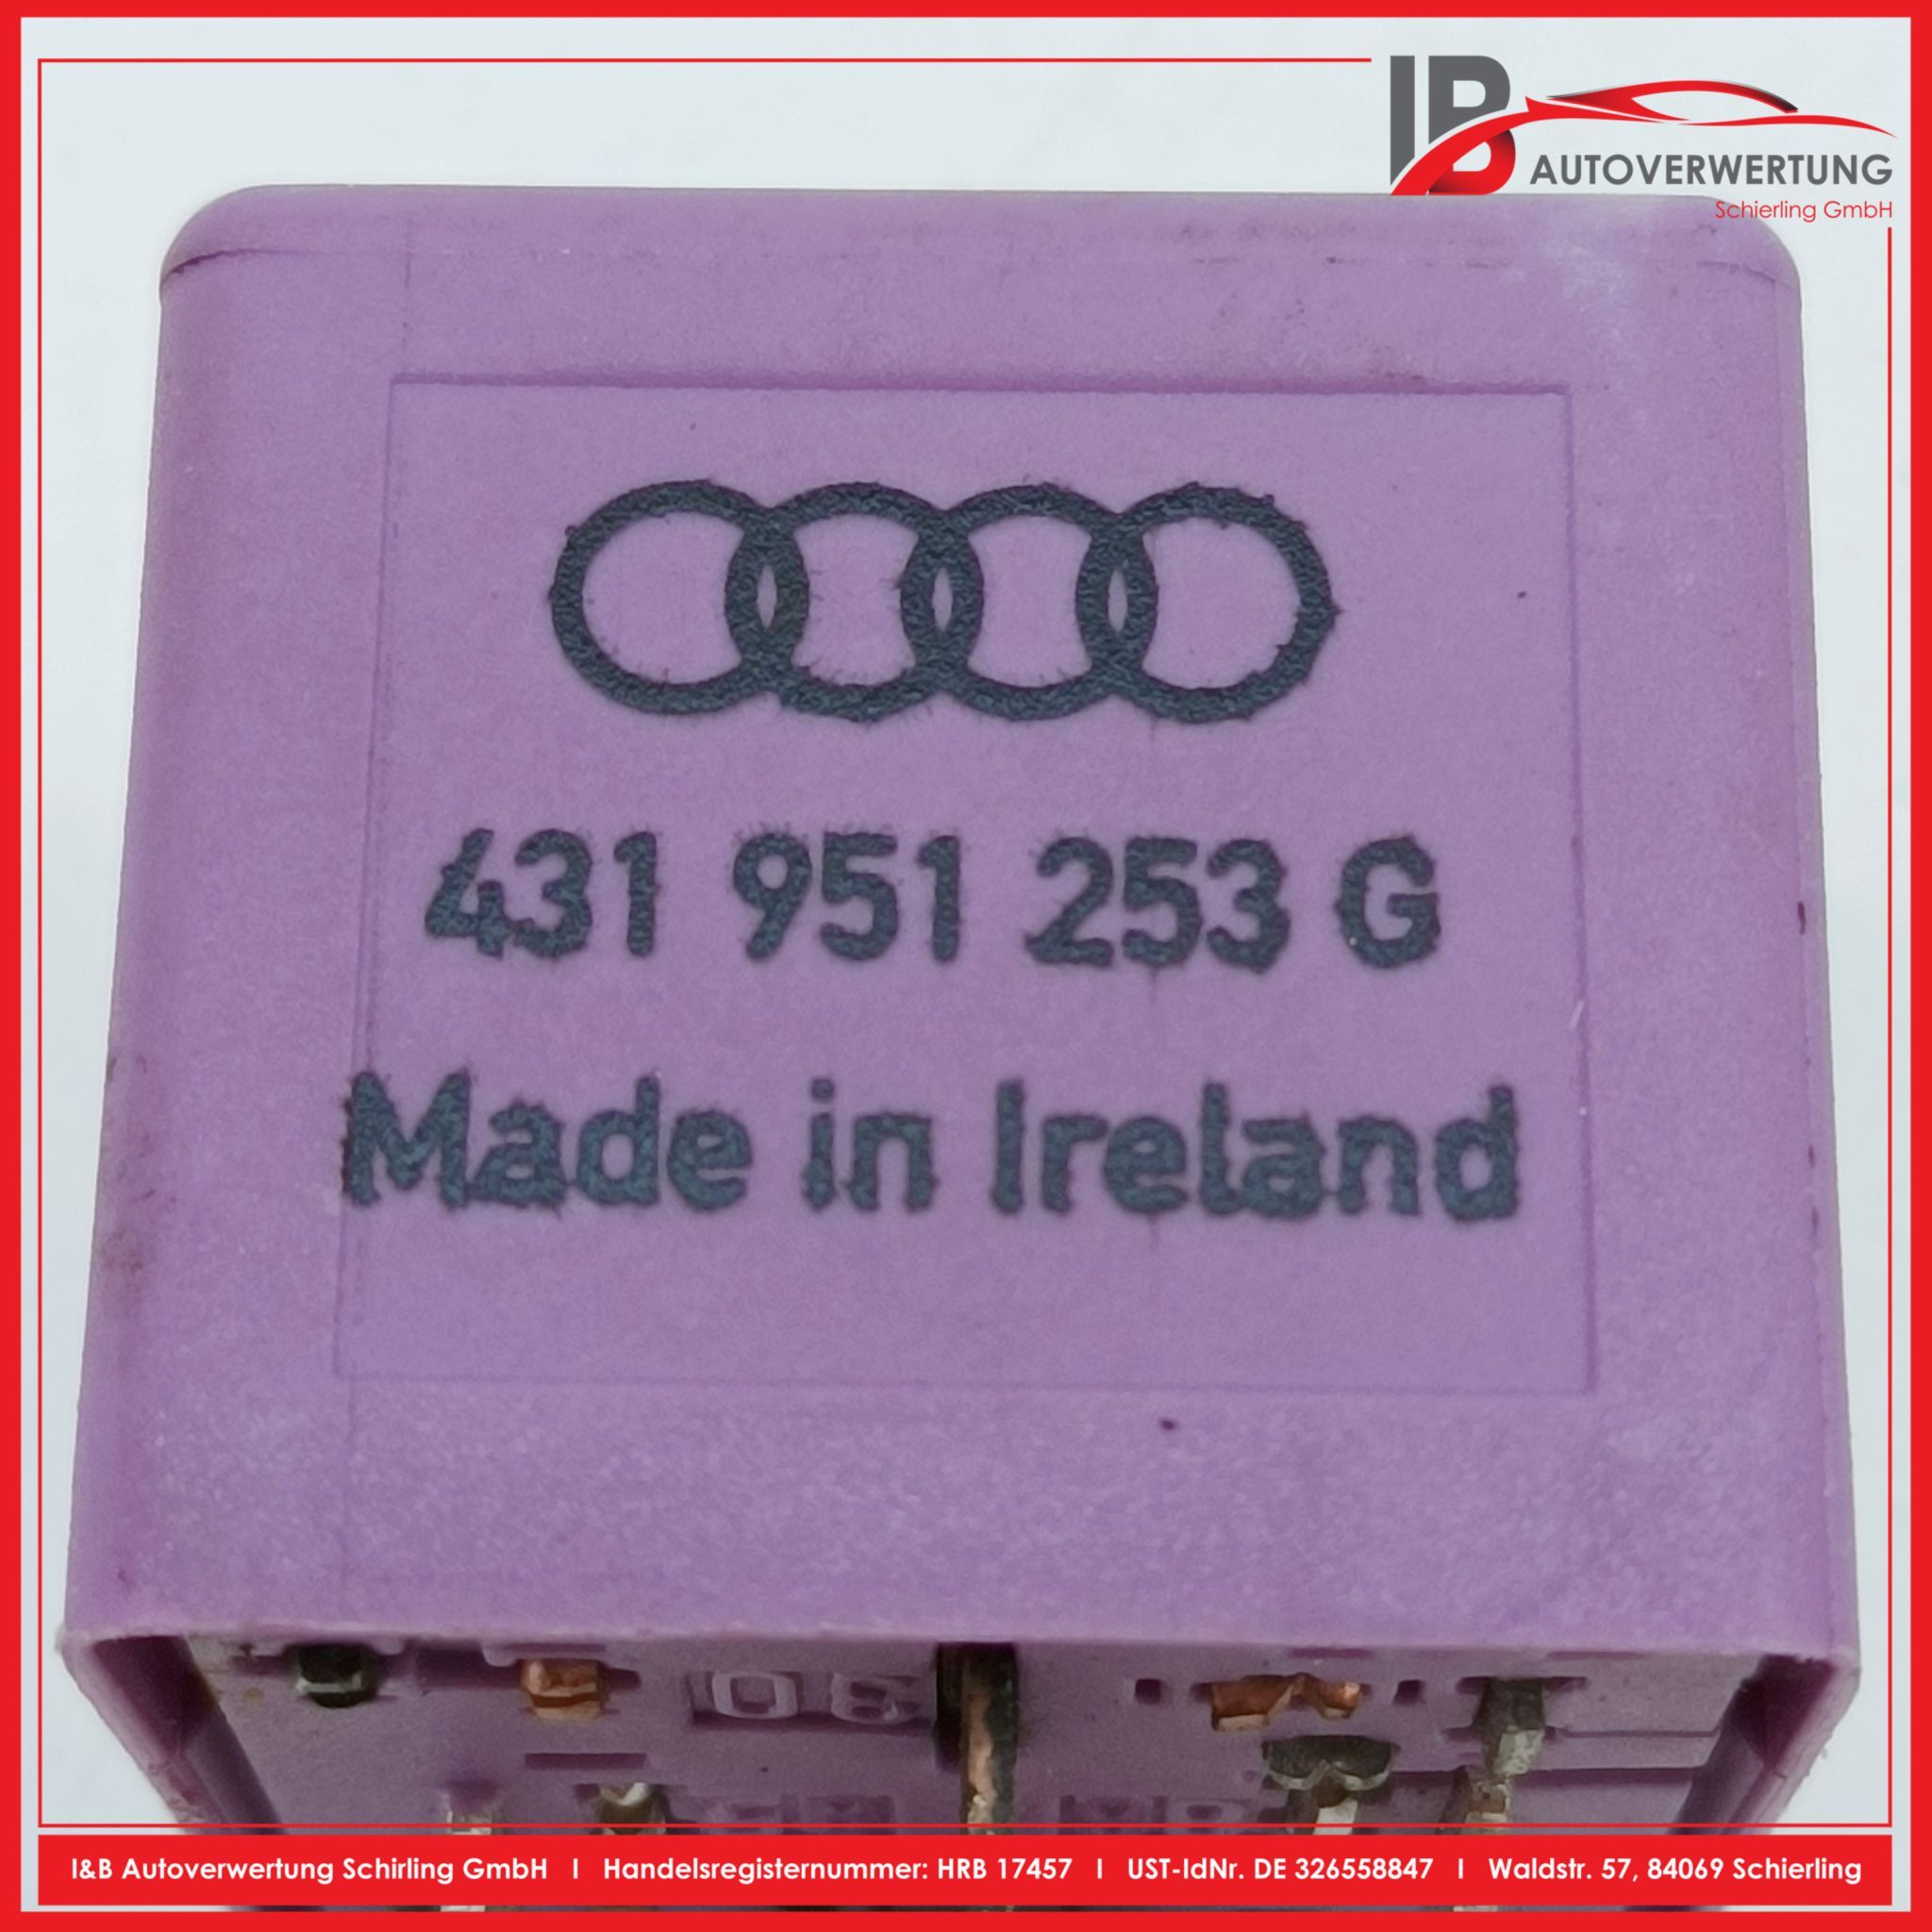 IB
AUTOVERWERTUNG
Schierling GmbH
431 951 253 G
Made in Ireland
I&B Autoverwertung Schirling GmbH I Handelsregisternummer: HRB 17457 I UST-IdNr. DE 326558847 I Waldstr. 57, 84069 Schierling